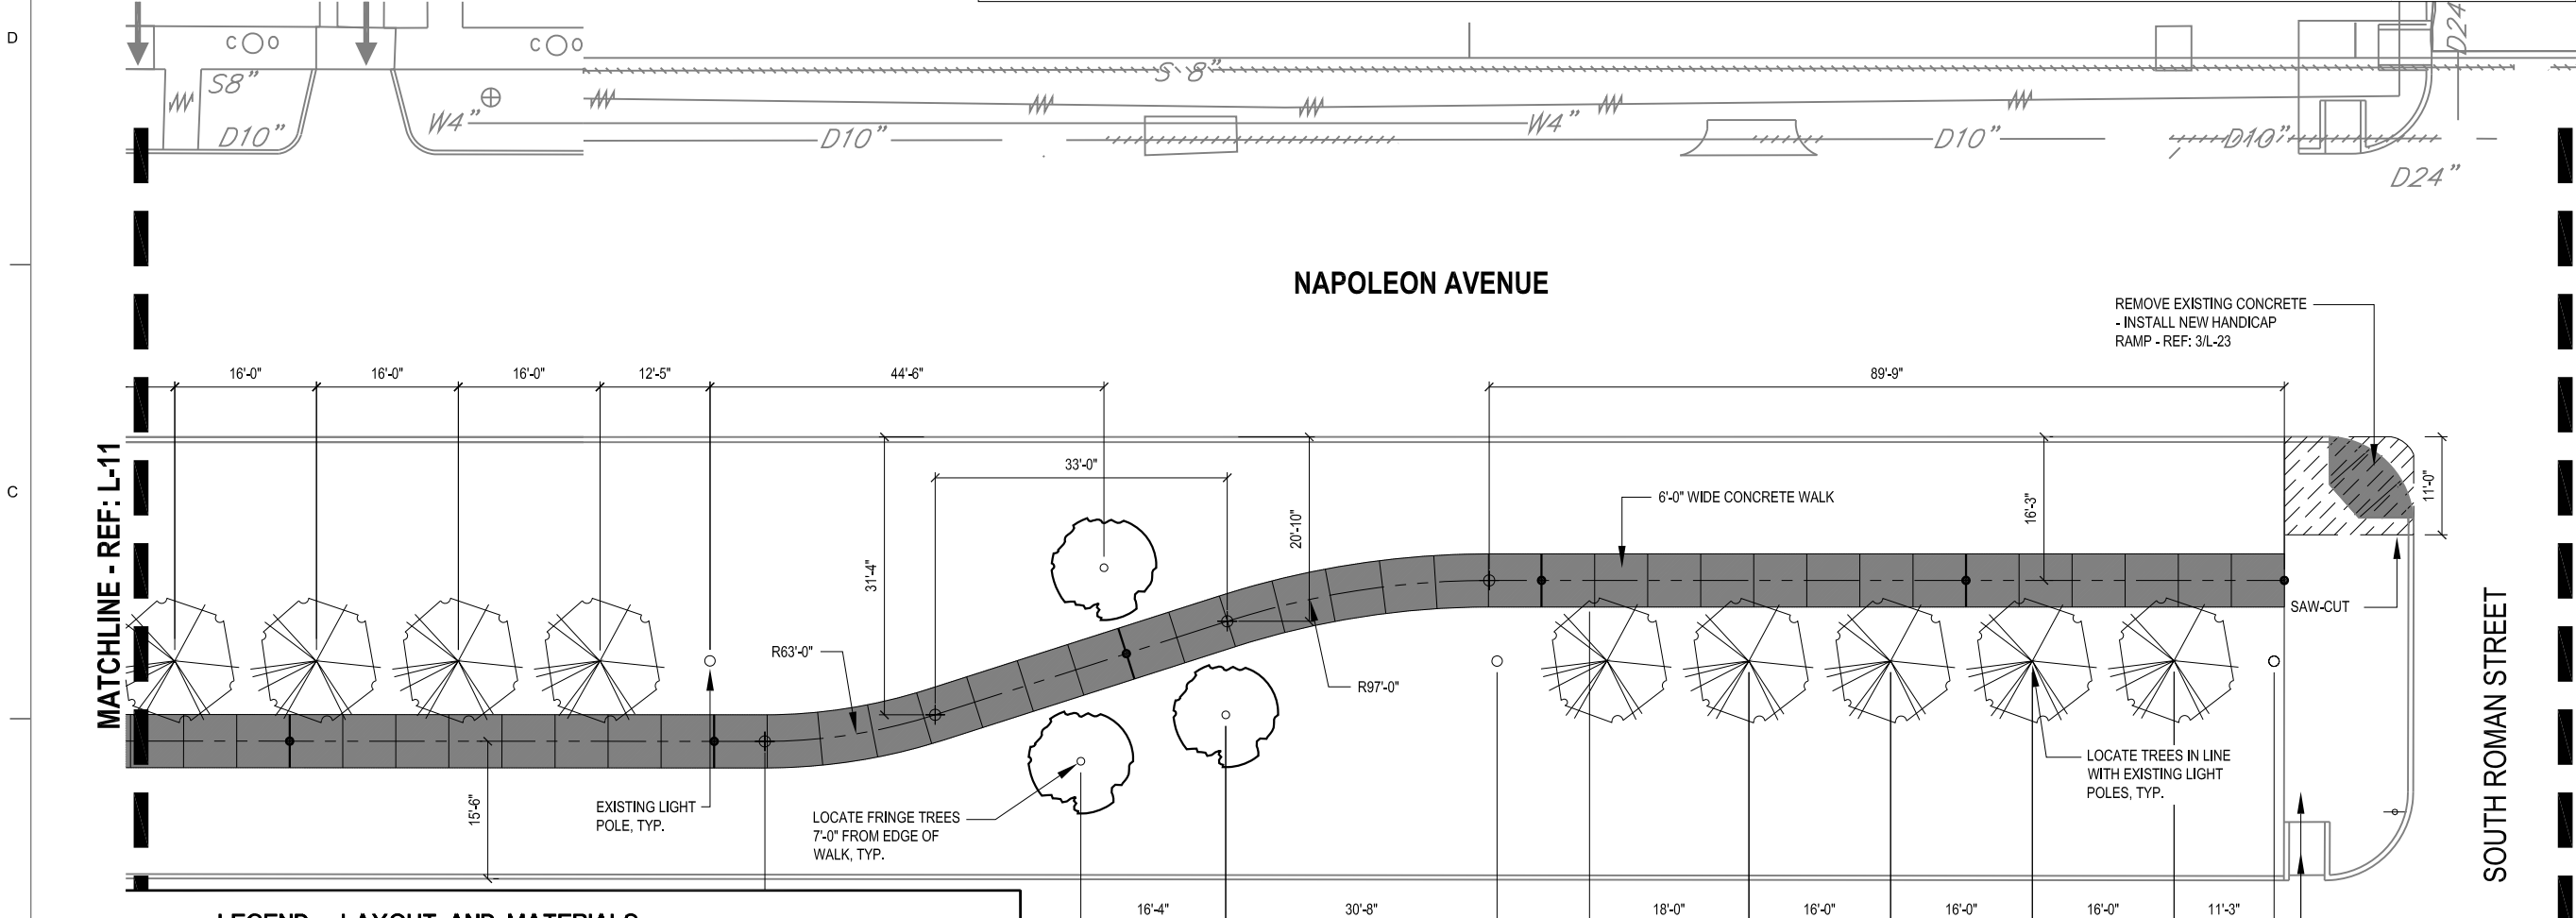 D
C O
C O
S8"
S 8"
D24"
W4"
W4"
D10"
D10"
D10"
D10"
D24"
NAPOLEON AVENUE
REMOVE EXISTING CONCRETE
- INSTALL NEW HANDICAP
RAMP - REF: 3/L-23
16'-0"
16'-0"
16'-0"
12'-5"
44'-6"
89'-9"
MATCHLINE - REF: L-11
C
33'-0"
31'-4"
20'-10"
6'-0" WIDE CONCRETE WALK
16'-3"
11'-0"
SAW-CUT
R63'-0"
R97'-0"
SOUTH ROMAN STREET
15'-6"
EXISTING LIGHT
POLE, TYP.
LOCATE FRINGE TREES
7'-0" FROM EDGE OF
WALK, TYP.
LOCATE TREES IN LINE
WITH EXISTING LIGHT
POLES, TYP.
LEGEND - LAYOUT AND MATERIALS
16'-4"
30'-8"
18'-0"
16'-0"
16'-0"
16'-0"
11'-3"